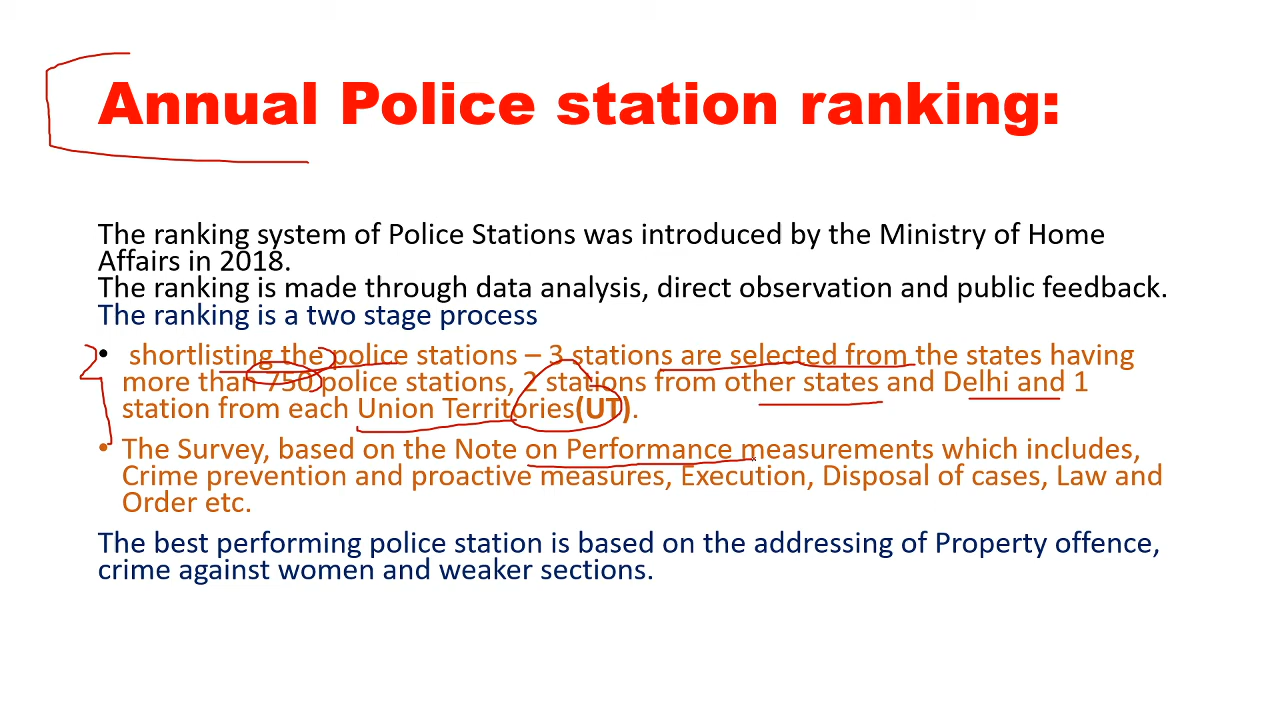 Annual Police station ranking:
The ranking system of Police Stations was introduced by the Ministry of Home
Affairs in 2018.
The ranking is made through data analysis, direct observation and public feedback.
The ranking is a two stage process
• shortlisting the police stations – 3 stations are selected from the states having
more than 750 police stations, 2 stations from other states and Delhi and 1
station from each Union Territories(UT).
• The Survey, based on the Note on Performance measurements which includes,
Crime prevention and proactive measures, Execution, Disposal of cases, Law and
Order etc.
The best performing police station is based on the addressing of Property offence,
crime against women and weaker sections.